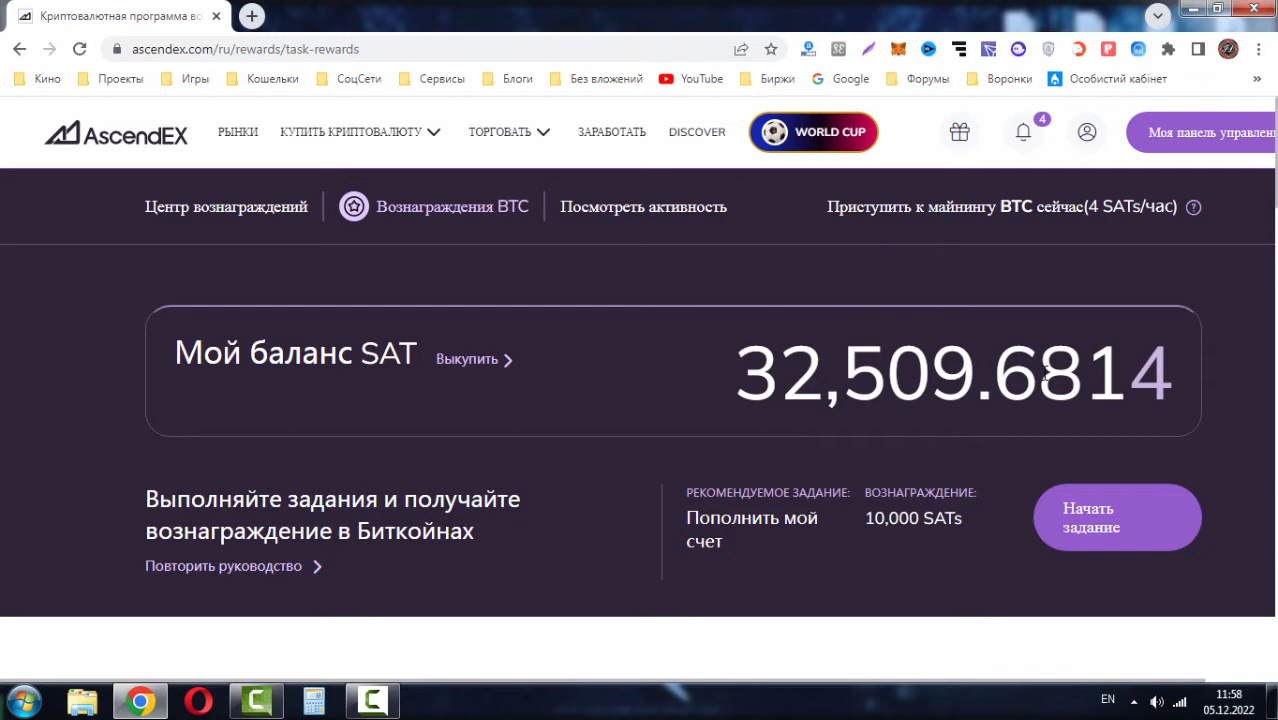 Криптовалютная программа во
ascendex.com/ru/rewards/task-rewards
Кино Проекты Игры Кошельки СоцСети Сервисы Блоги Без вложений YouTube Биржи Google Форумы Воронки Особистий кабінет »
AscendEX РЫНКИ КУПИТЬ КРИПТОВАЛЮТУ ТОРГОВАТЬ ЗАРАБОТАТЬ DISCOVER WORLD CUP 4 Моя панель управлен
Центр вознаграждений Вознаграждения BTC Посмотреть активность Приступить к майнингу BTC сейчас(4 SATs/час) ?
Мой баланс SAT Выкупить 32,509.6814
Выполняйте задания и получайте
вознаграждение в Биткойнах
Повторить руководство
РЕКОМЕНДУЕМОЕ ЗАДАНИЕ: ВОЗНАГРАЖДЕНИЕ:
Пополнить мой 10,000 SATs
счет
Начать
задание
EN 11:58
05.12.2022